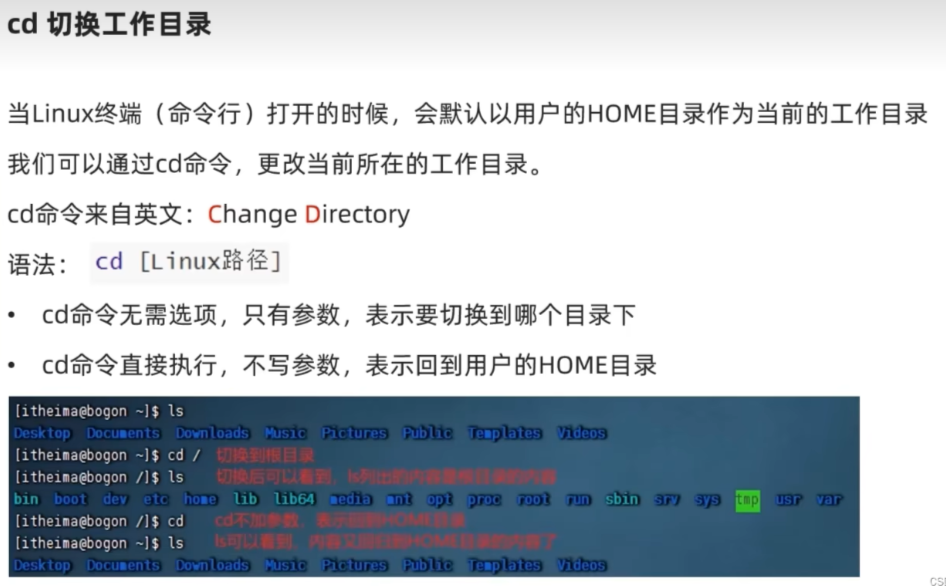 cd 切换工作目录
当Linux终端（命令行）打开的时候，会默认以用户的HOME目录作为当前的工作目录
我们可以通过cd命令，更改当前所在的工作目录。
cd命令来自英文：Change Directory
语法： cd [Linux路径]
• cd命令无需选项，只有参数，表示要切换到哪个目录下
• cd命令直接执行，不写参数，表示回到用户的HOME目录
[itheima@bogon ~]$ ls
Desktop Documents Downloads Music Pictures Public Templates Videos
[itheima@bogon ~]$ cd / 切换到根目录
[itheima@bogon /]$ ls 切换后可以看到，ls列出的内容是根目录的内容
bin boot dev etc home lib lib64 media mnt opt proc root run sbin srv sys tmp usr var
[itheima@bogon /]$ cd cd不加参数，表示回到HOME目录
[itheima@bogon ~]$ ls ls可以看到，内容又回归到HOME目录的内容了
Desktop Documents Downloads Music Pictures Public Templates Videos